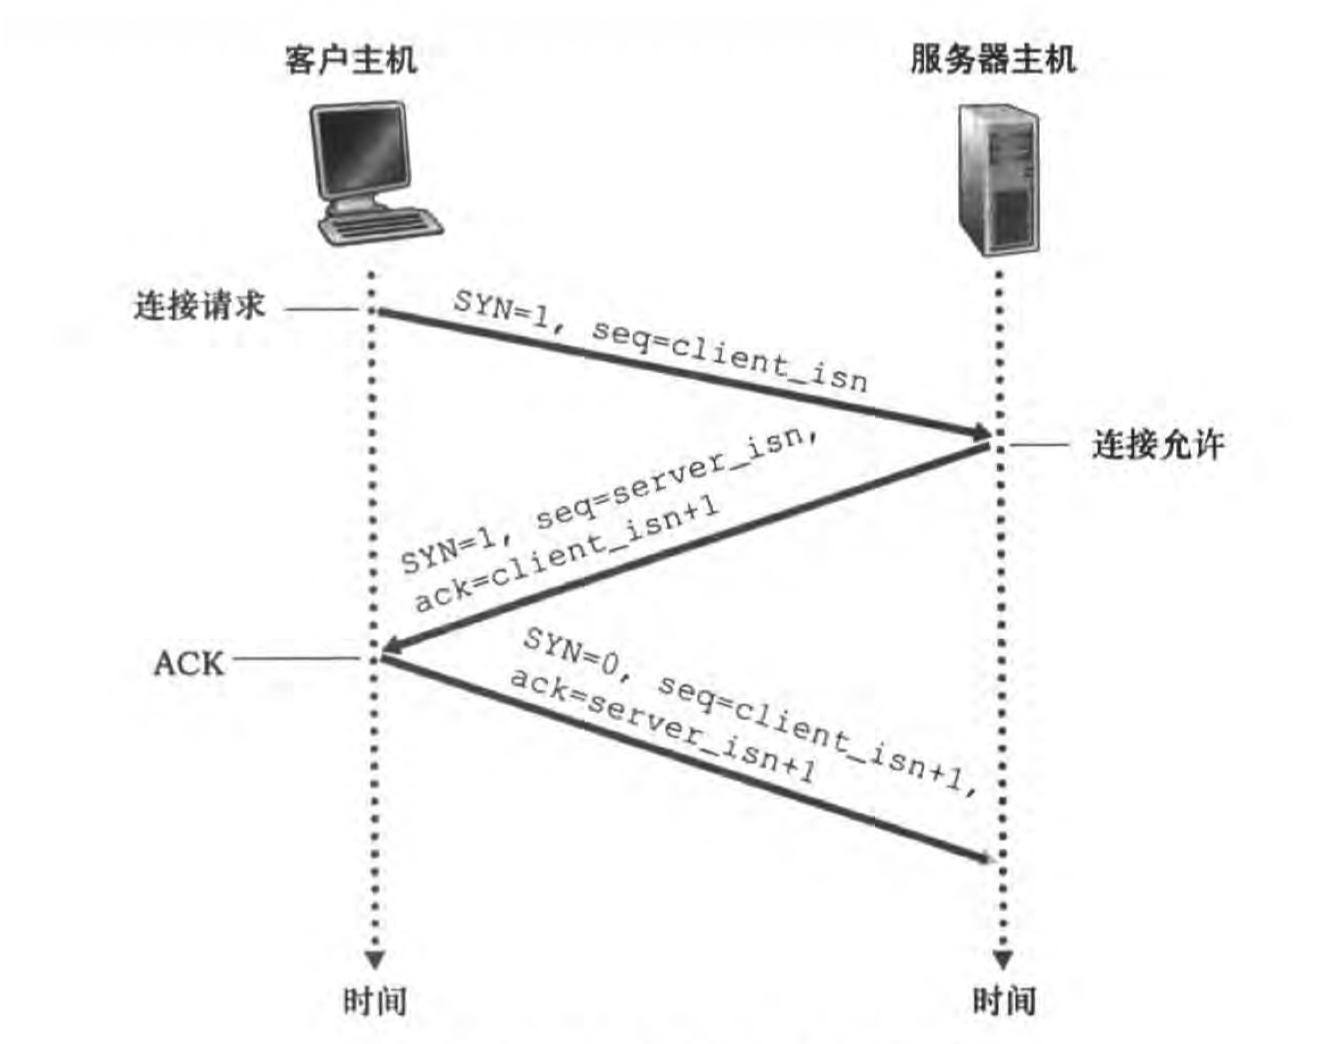 客户主机
服务器主机
连接请求
SYN=1, seq=client_isn
连接允许
SYN=1, seq=server_isn,
ack=client_isn+1
ACK
SYN=0, seq=client_isn+1,
ack=server_isn+1
时间
时间